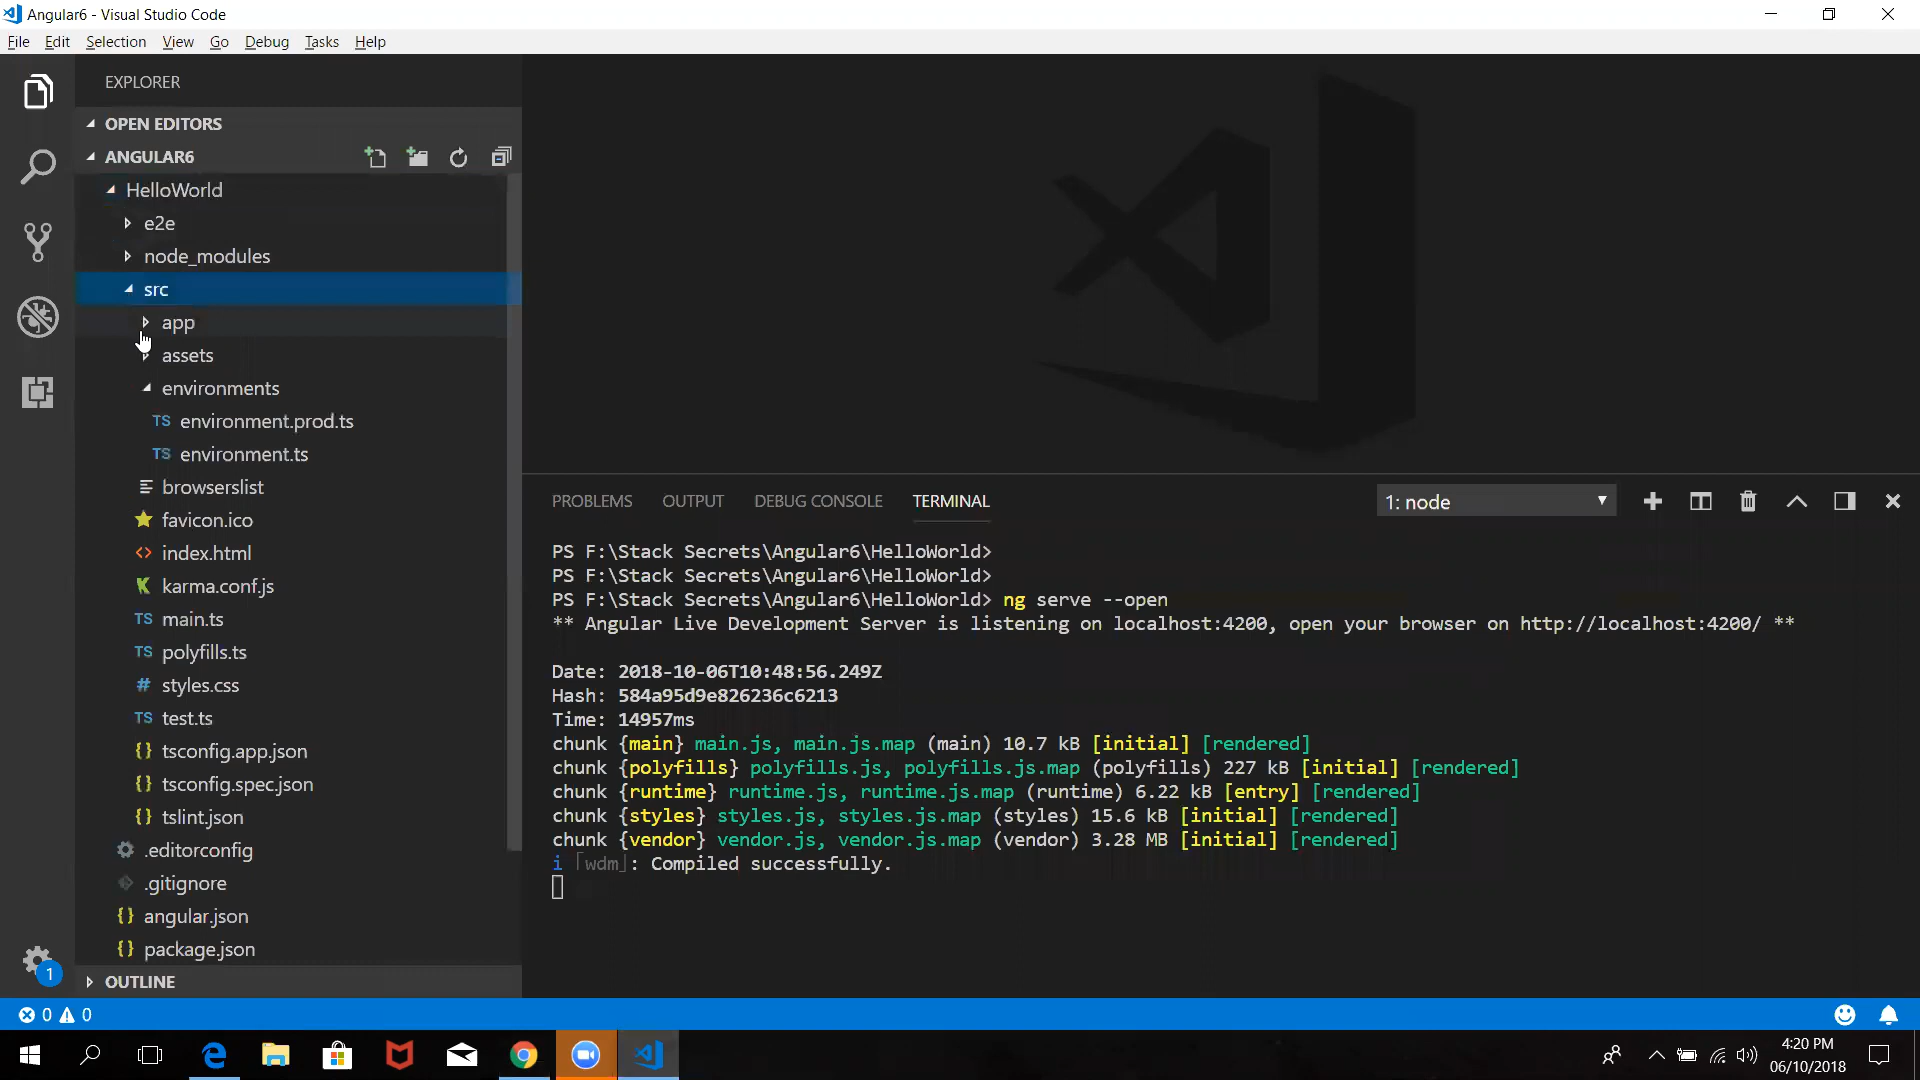 Angular6 - Visual Studio Code
File Edit Selection View Go Debug Tasks Help
EXPLORER
OPEN EDITORS
ANGULAR6
HelloWorld
e2e
node_modules
src
app
assets
environments
TS environment.prod.ts
TS environment.ts
browserslist
favicon.ico
<> index.html
karma.conf.js
TS main.ts
TS polyfills.ts
# styles.css
TS test.ts
{} tsconfig.app.json
{} tsconfig.spec.json
{} tslint.json
.editorconfig
.gitignore
{} angular.json
{} package.json
OUTLINE
1
PROBLEMS OUTPUT DEBUG CONSOLE TERMINAL
1: node
PS F:\Stack Secrets\Angular6\HelloWorld>
PS F:\Stack Secrets\Angular6\HelloWorld>
PS F:\Stack Secrets\Angular6\HelloWorld> ng serve --open
** Angular Live Development Server is listening on localhost:4200, open your browser on http://localhost:4200/ **
Date: 2018-10-06T10:48:56.249Z
Hash: 584a95d9e826236c6213
Time: 14957ms
chunk {main} main.js, main.js.map (main) 10.7 kB [initial] [rendered]
chunk {polyfills} polyfills.js, polyfills.js.map (polyfills) 227 kB [initial] [rendered]
chunk {runtime} runtime.js, runtime.js.map (runtime) 6.22 kB [entry] [rendered]
chunk {styles} styles.js, styles.js.map (styles) 15.6 kB [initial] [rendered]
chunk {vendor} vendor.js, vendor.js.map (vendor) 3.28 MB [initial] [rendered]
i ｢wdm｣: Compiled successfully.
0 0
4:20 PM
06/10/2018